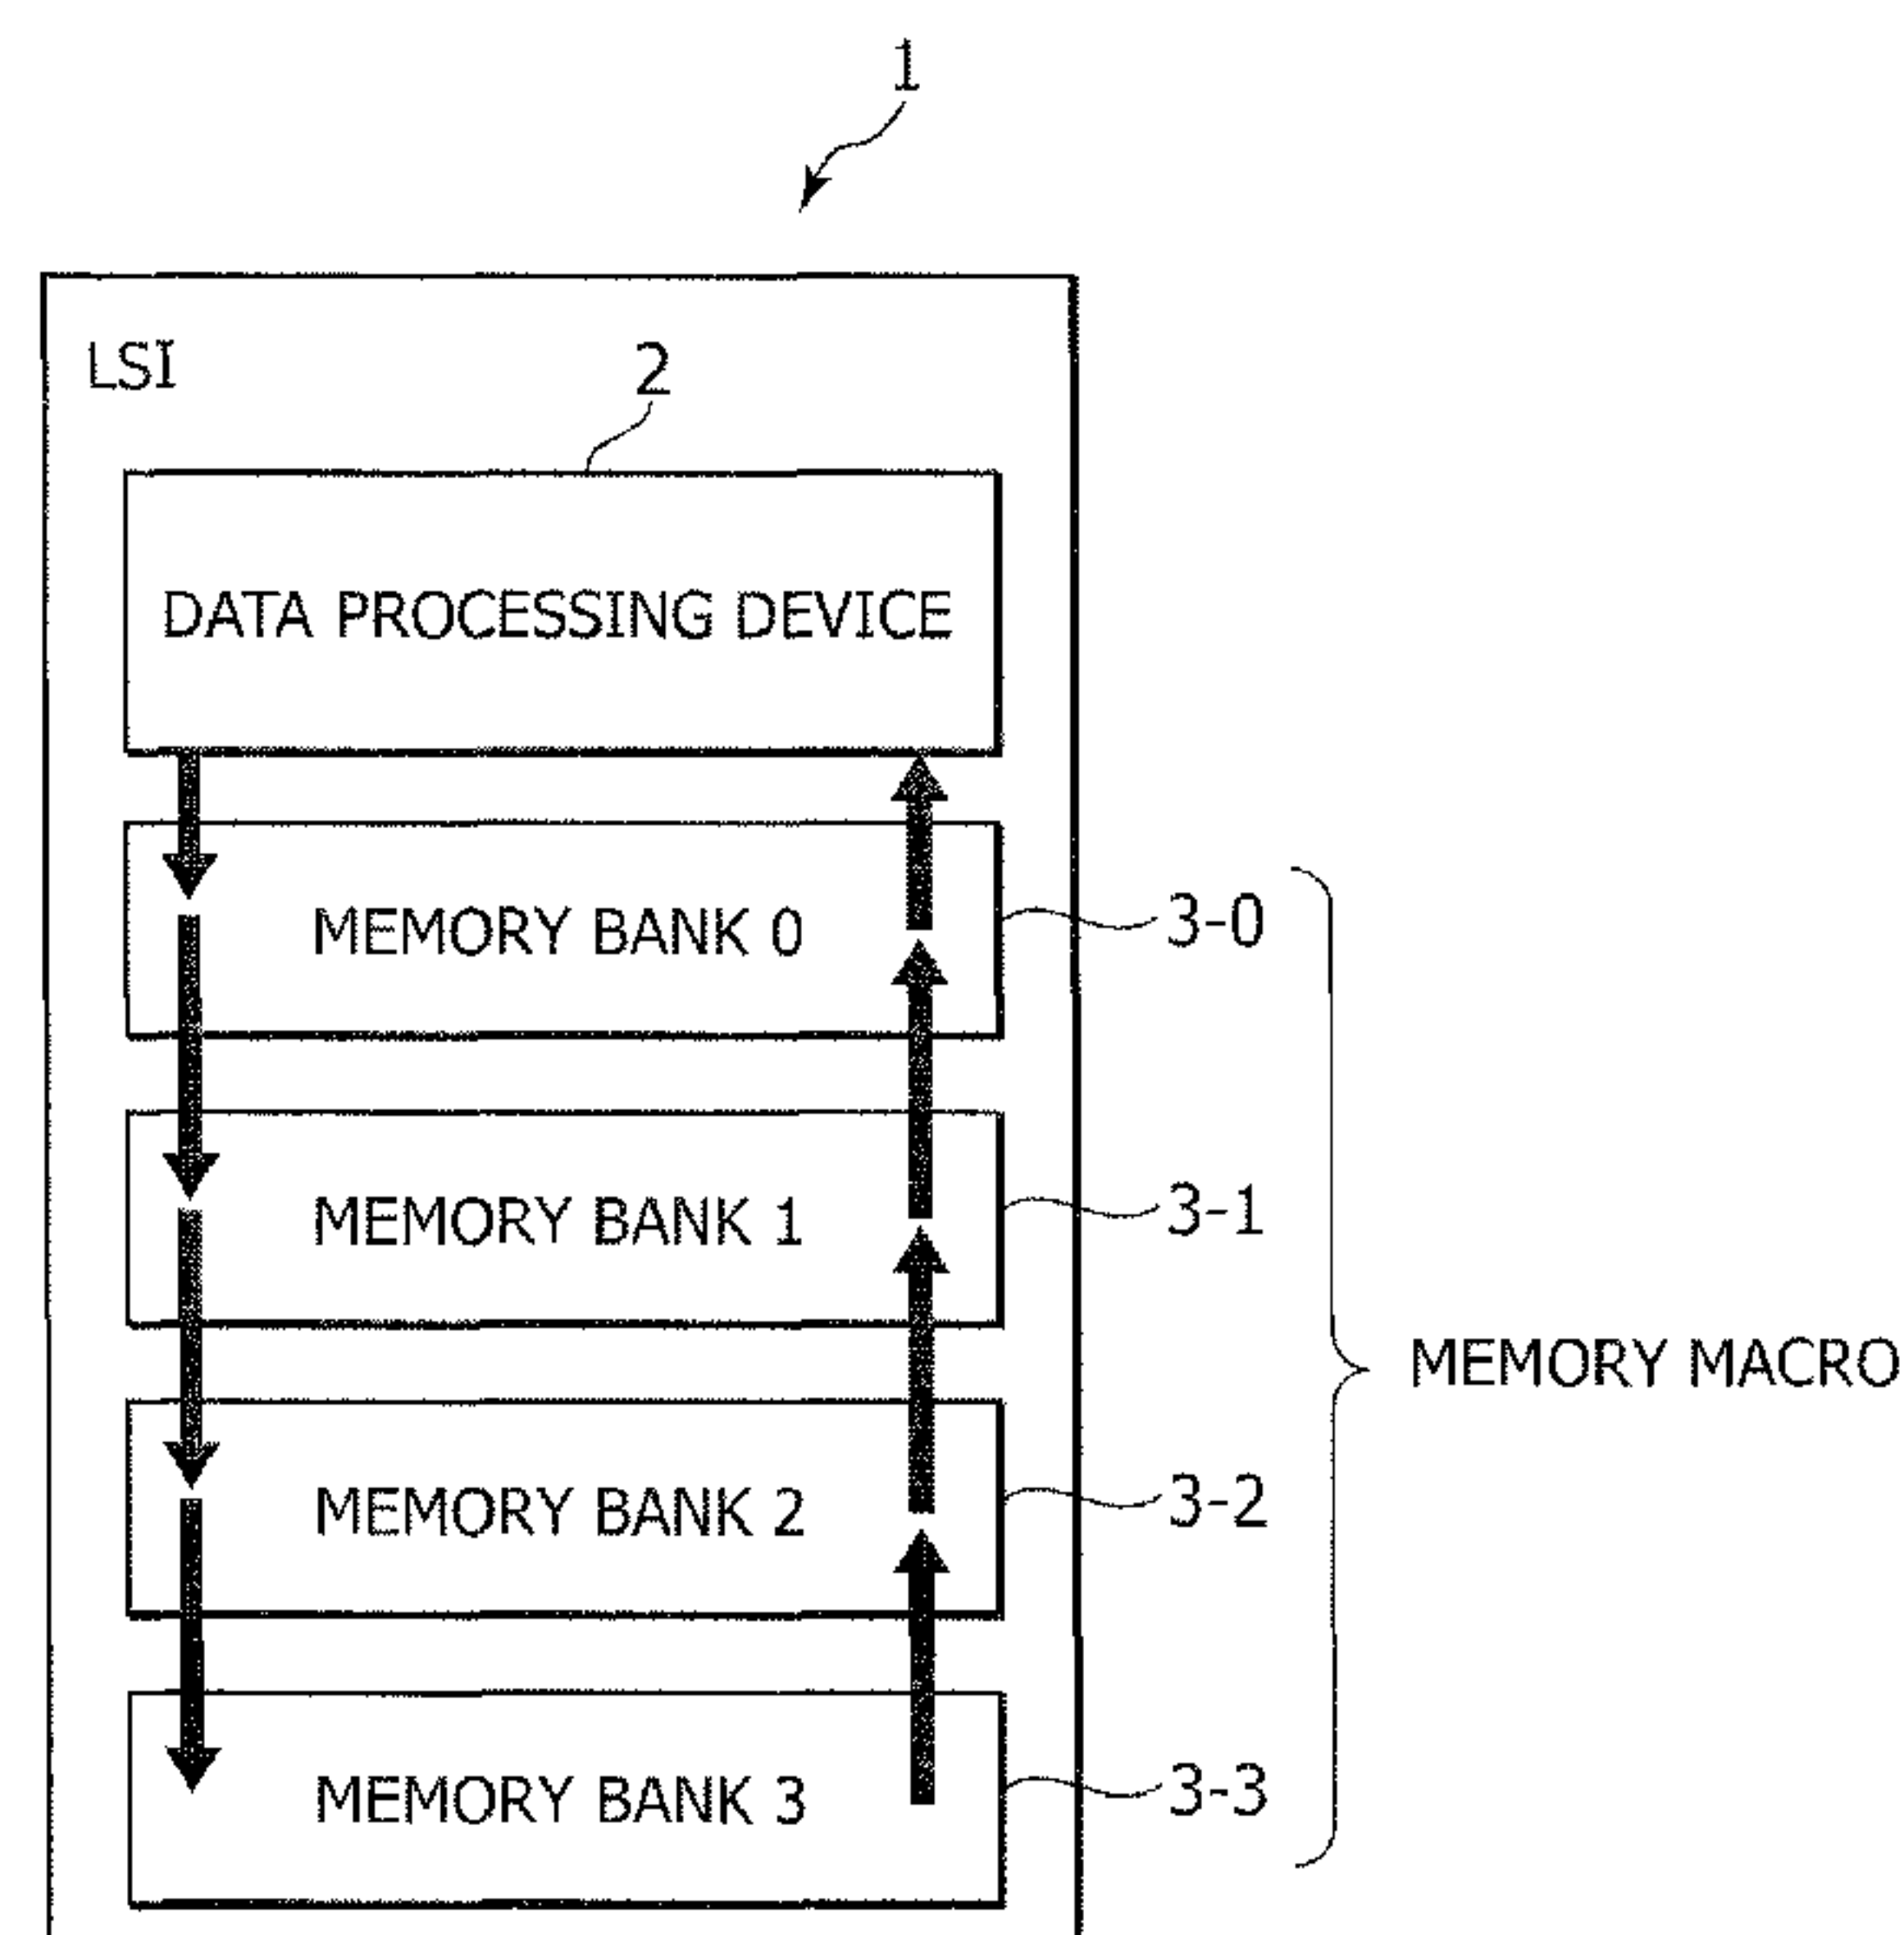 1
LSI
2
DATA PROCESSING DEVICE
MEMORY BANK 0
3-0
MEMORY BANK 1
3-1
MEMORY MACRO
MEMORY BANK 2
3-2
MEMORY BANK 3
3-3